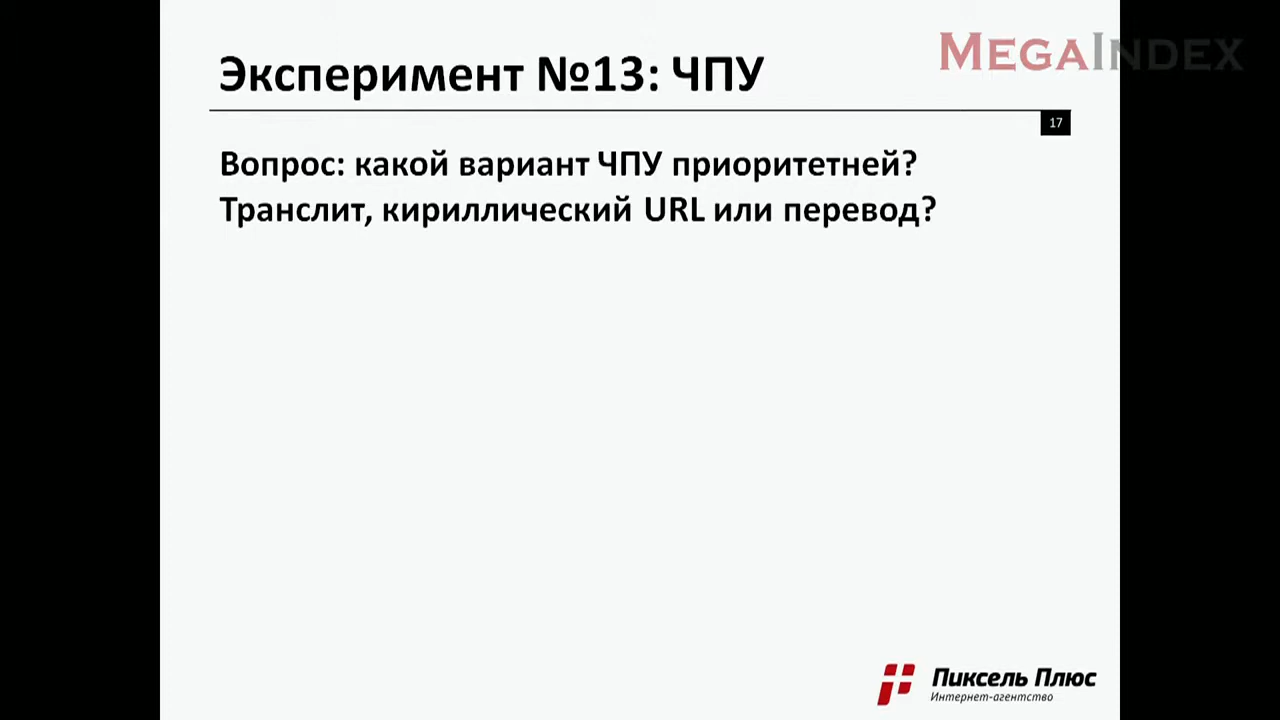 MEGAINDEX
Эксперимент №13: ЧПУ
17
Вопрос: какой вариант ЧПУ приоритетней?
Транслит, кириллический URL или перевод?
Пиксель Плюс
Интернет-агентство